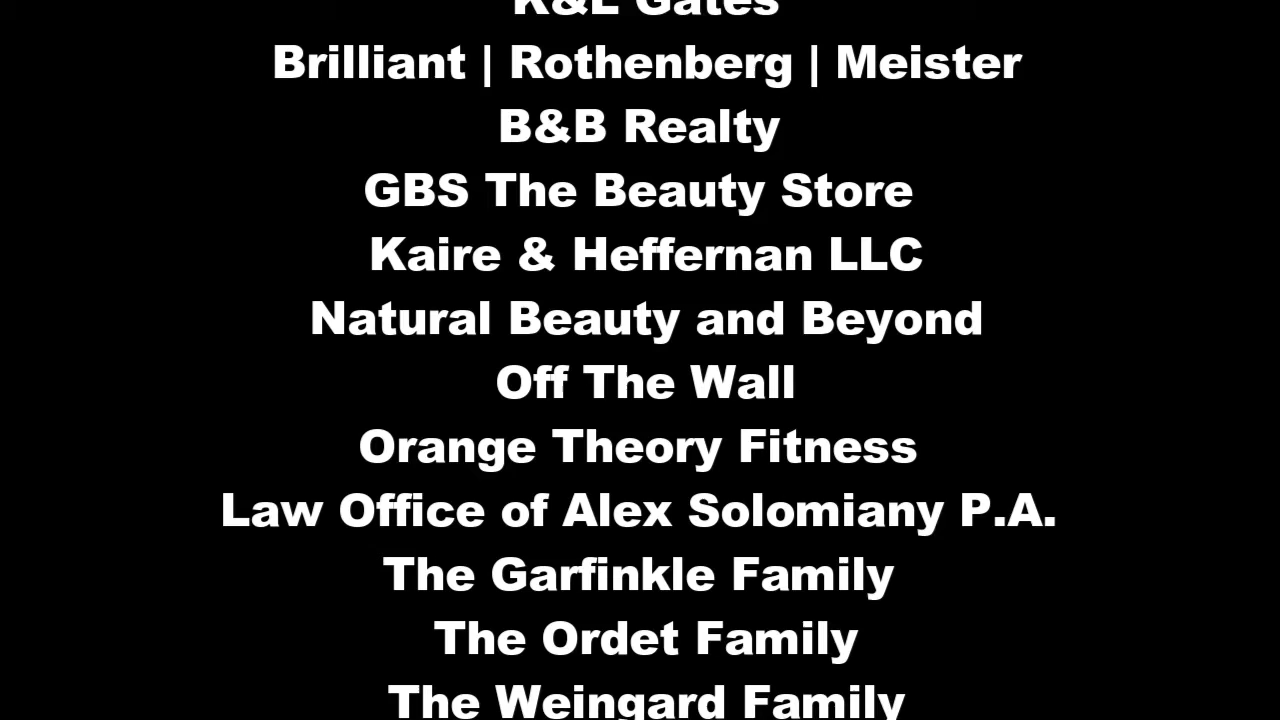 K&L Gates
Brilliant | Rothenberg | Meister
B&B Realty
GBS The Beauty Store
Kaire & Heffernan LLC
Natural Beauty and Beyond
Off The Wall
Orange Theory Fitness
Law Office of Alex Solomiany P.A.
The Garfinkle Family
The Ordet Family
The Weingard Family